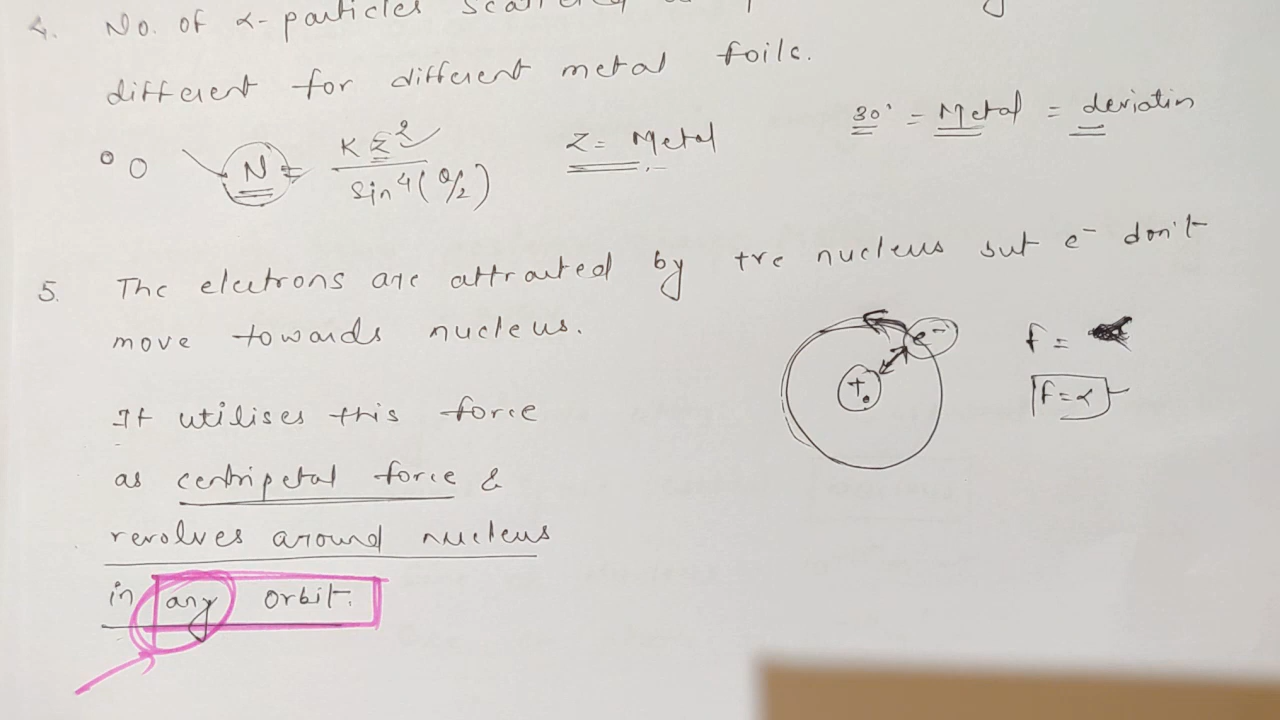 4. No. of α-particles
different for different metal foils.
30° = Metal = deviatin
N = KZ²/sin⁴(θ/2) Z = Metal
5. The electrons are attracted by +ve nucleus but e⁻ don't
move towards nucleus.
e⁻
+
f =
f = α
It utilises this force
as centripetal force &
revolves around nucleus
in any orbit.